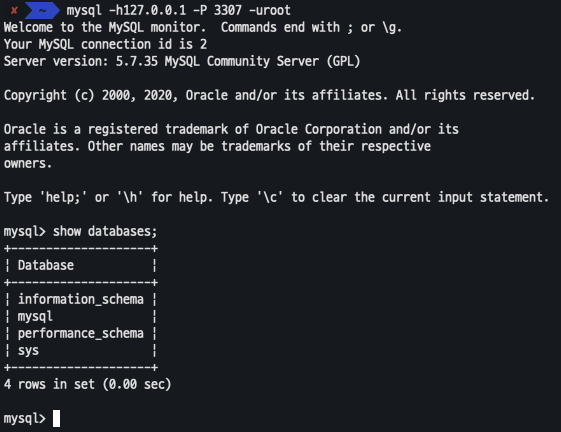 ✘ ~ mysql -h127.0.0.1 -P 3307 -uroot
Welcome to the MySQL monitor.  Commands end with ; or \g.
Your MySQL connection id is 2
Server version: 5.7.35 MySQL Community Server (GPL)

Copyright (c) 2000, 2020, Oracle and/or its affiliates. All rights reserved.

Oracle is a registered trademark of Oracle Corporation and/or its
affiliates. Other names may be trademarks of their respective
owners.

Type 'help;' or '\h' for help. Type '\c' to clear the current input statement.

mysql> show databases;
+--------------------+
| Database           |
+--------------------+
| information_schema |
| mysql              |
| performance_schema |
| sys                |
+--------------------+
4 rows in set (0.00 sec)

mysql>